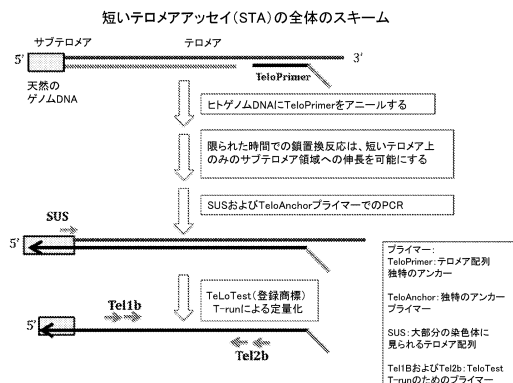 短いテロメアアッセイ(STA)の全体のスキーム
サブテロメア
テロメア
5'
3'
TeloPrimer
天然の
ゲノムDNA
ヒトゲノムDNAにTeloPrimerをアニールする
限られた時間での鎖置換反応は、短いテロメア上
のみのサブテロメア領域への伸長を可能にする
SUSおよびTeloAnchorプライマーでのPCR
SUS
5'
TeLoTest(登録商標)
T-runによる定量化
Tel1b
5'
Tel2b
プライマー:
TeloPrimer:テロメア配列
独特のアンカー
TeloAnchor:独特のアンカー
プライマー
SUS:大部分の染色体に
見られるテロメア配列
Tel1BおよびTel2b:TeloTest
T-runのためのプライマー